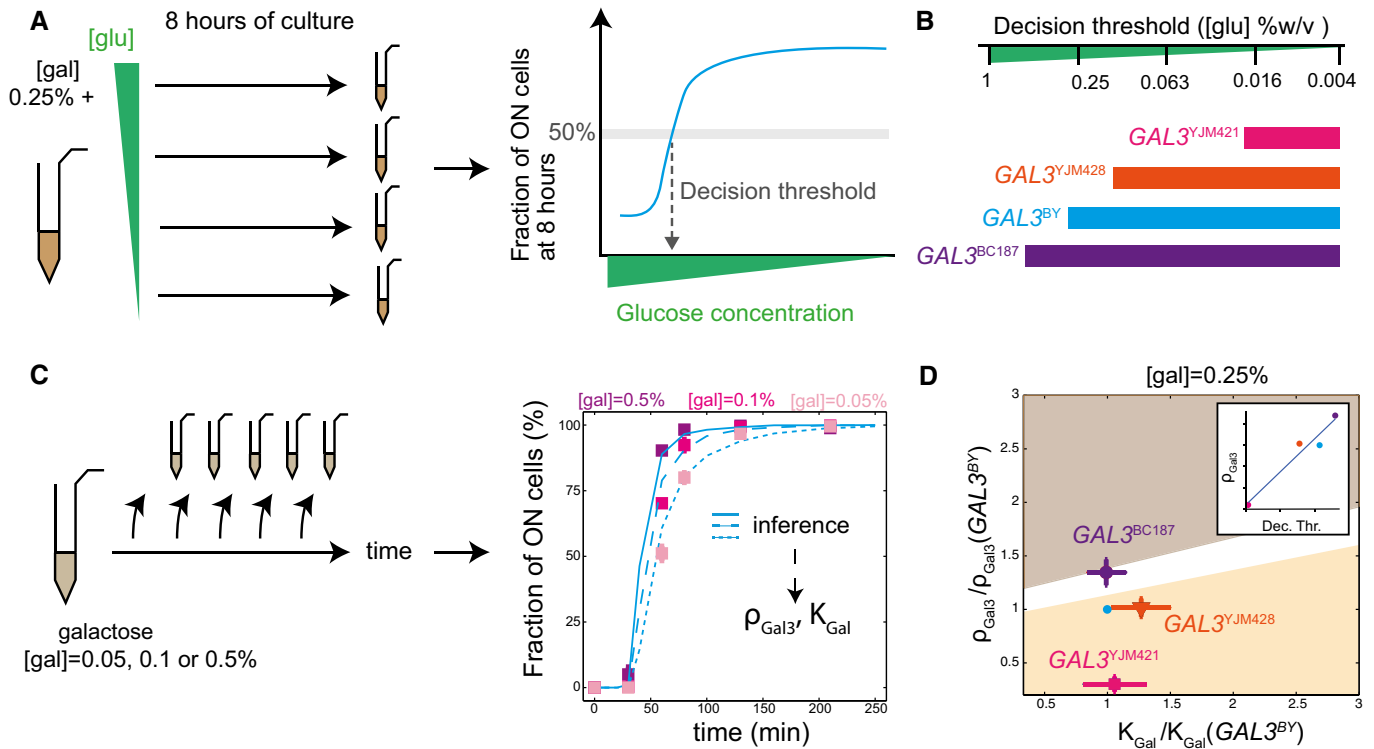 A
8 hours of culture
[glu]
[gal]
0.25% +
Fraction of ON cells
at 8 hours
50%
Decision threshold
Glucose concentration
B
Decision threshold ([glu] %w/v )
1 0.25 0.063 0.016 0.004
GAL3YJM421
GAL3YJM428
GAL3BY
GAL3BC187
C
time
galactose
[gal]=0.05, 0.1 or 0.5%
[gal]=0.5% [gal]=0.1% [gal]=0.05%
Fraction of ON cells (%)
100
75
50
25
0
inference
ρGal3, KGal
0 50 100 150 200 250
time (min)
D
[gal]=0.25%
ρGal3/ρGal3(GAL3BY)
3
2.5
2
1.5
1
0.5
ρGal3
Dec. Thr.
GAL3BC187
GAL3YJM428
GAL3YJM421
0.5 1 1.5 2 2.5 3
KGal/KGal(GAL3BY)